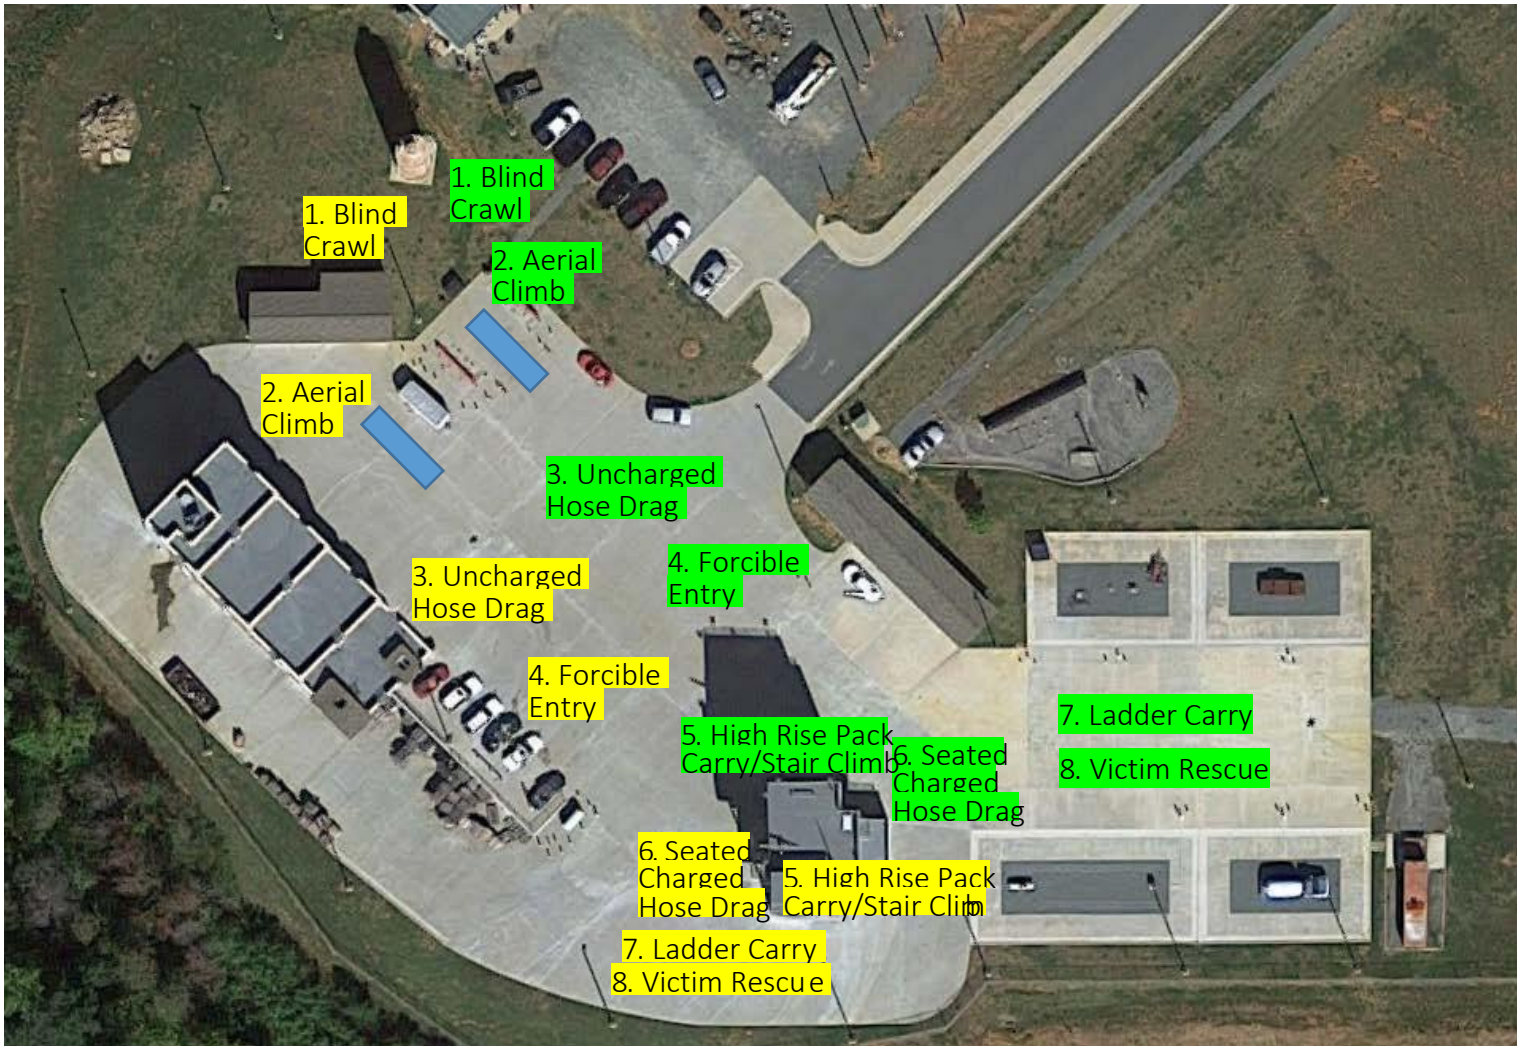 1. Blind
Crawl
1. Blind
Crawl
2. Aerial
Climb
2. Aerial
Climb
3. Uncharged
Hose Drag
4. Forcible
Entry
3. Uncharged
Hose Drag
4. Forcible
Entry
5. High Rise Pack
Carry/Stair Climb
6. Seated
Charged
Hose Drag
7. Ladder Carry
8. Victim Rescue
6. Seated
Charged
Hose Drag
5. High Rise Pack
Carry/Stair Climb
7. Ladder Carry
8. Victim Rescue